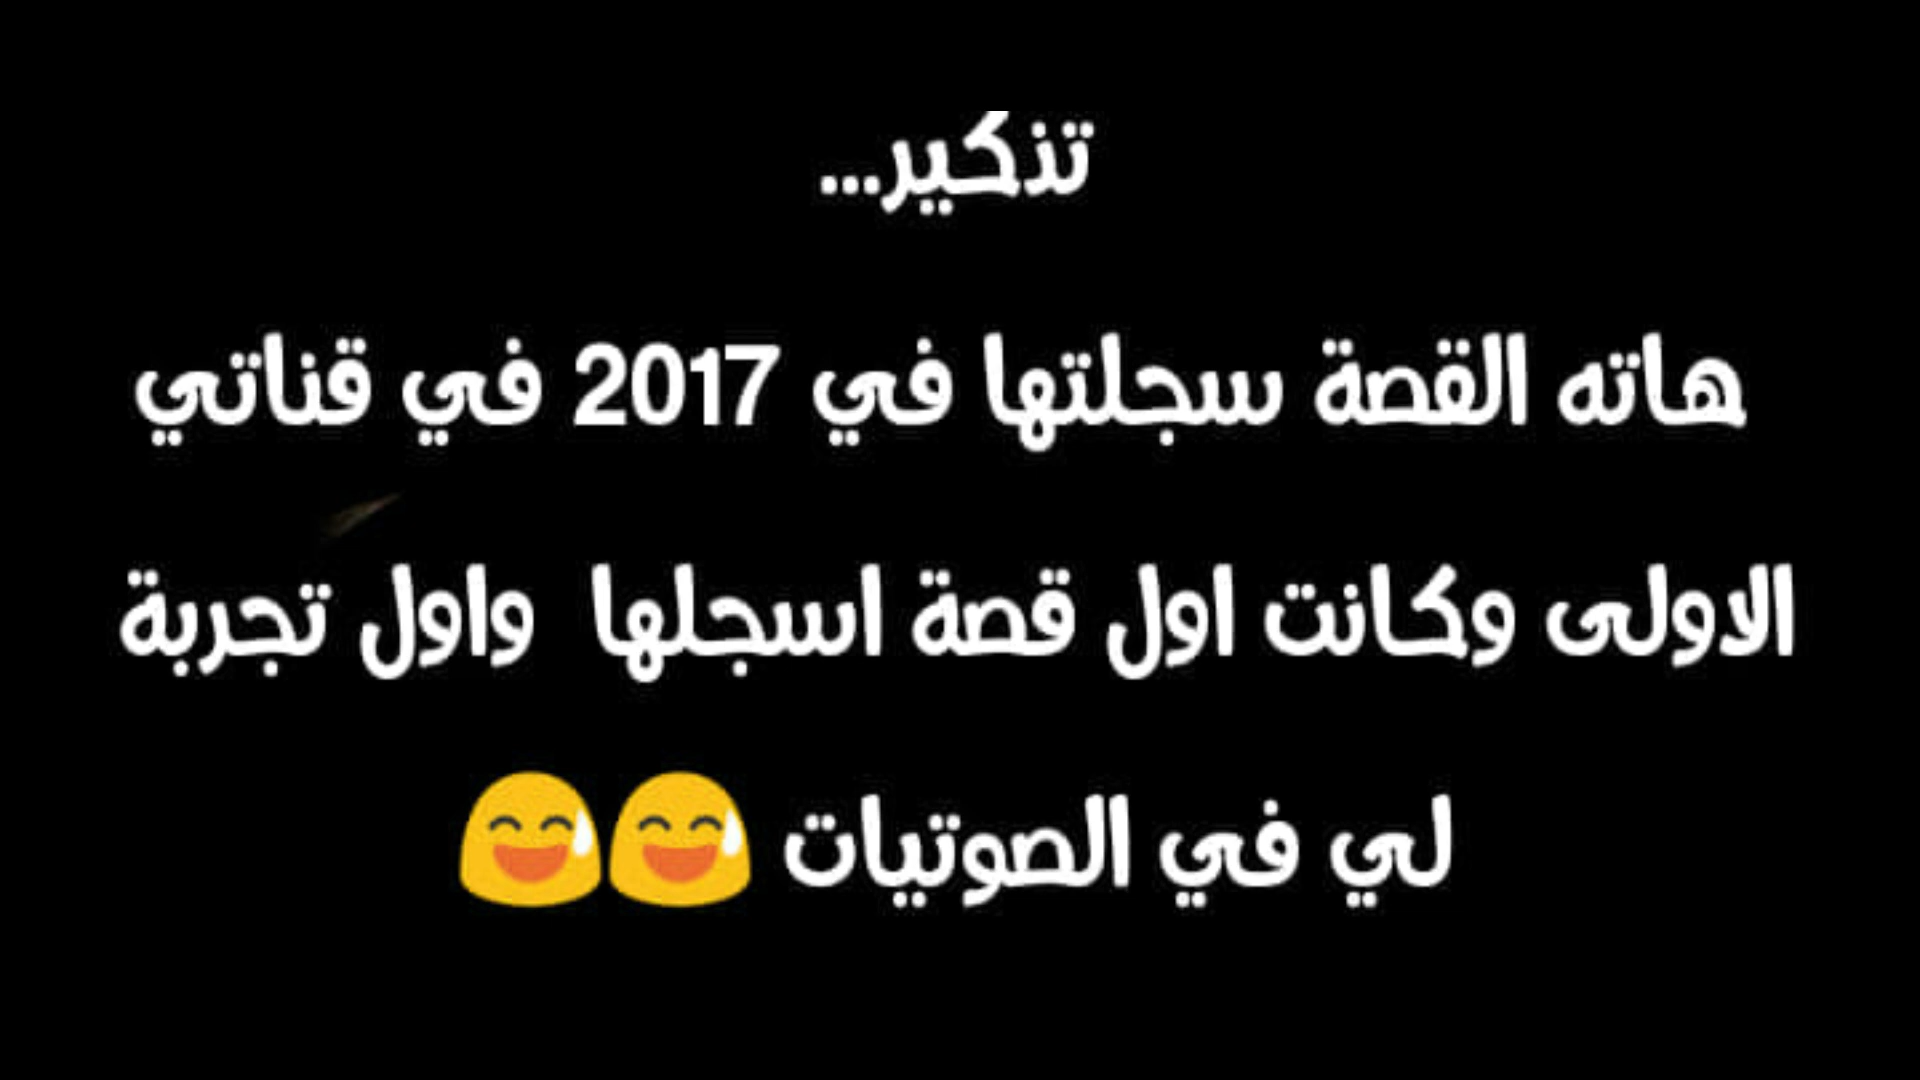 تذكير...
هاته القصة سجلتها في 2017 في قناتي
الاولى وكانت اول قصة اسجلها واول تجربة
لي في الصوتيات 😅😅